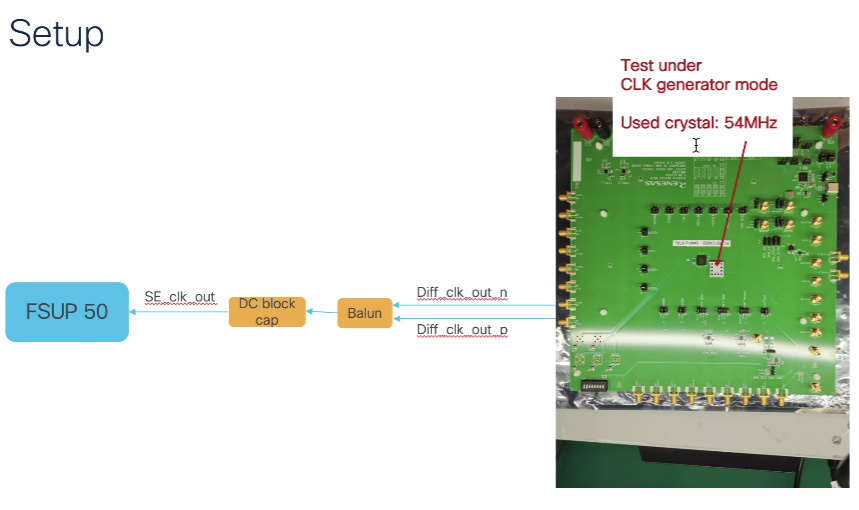 Setup
Test under
CLK generator mode
Used crystal: 54MHz
RENESAS
FSUP 50
SE_clk_out
DC block
cap
Balun
Diff_clk_out_n
Diff_clk_out_p